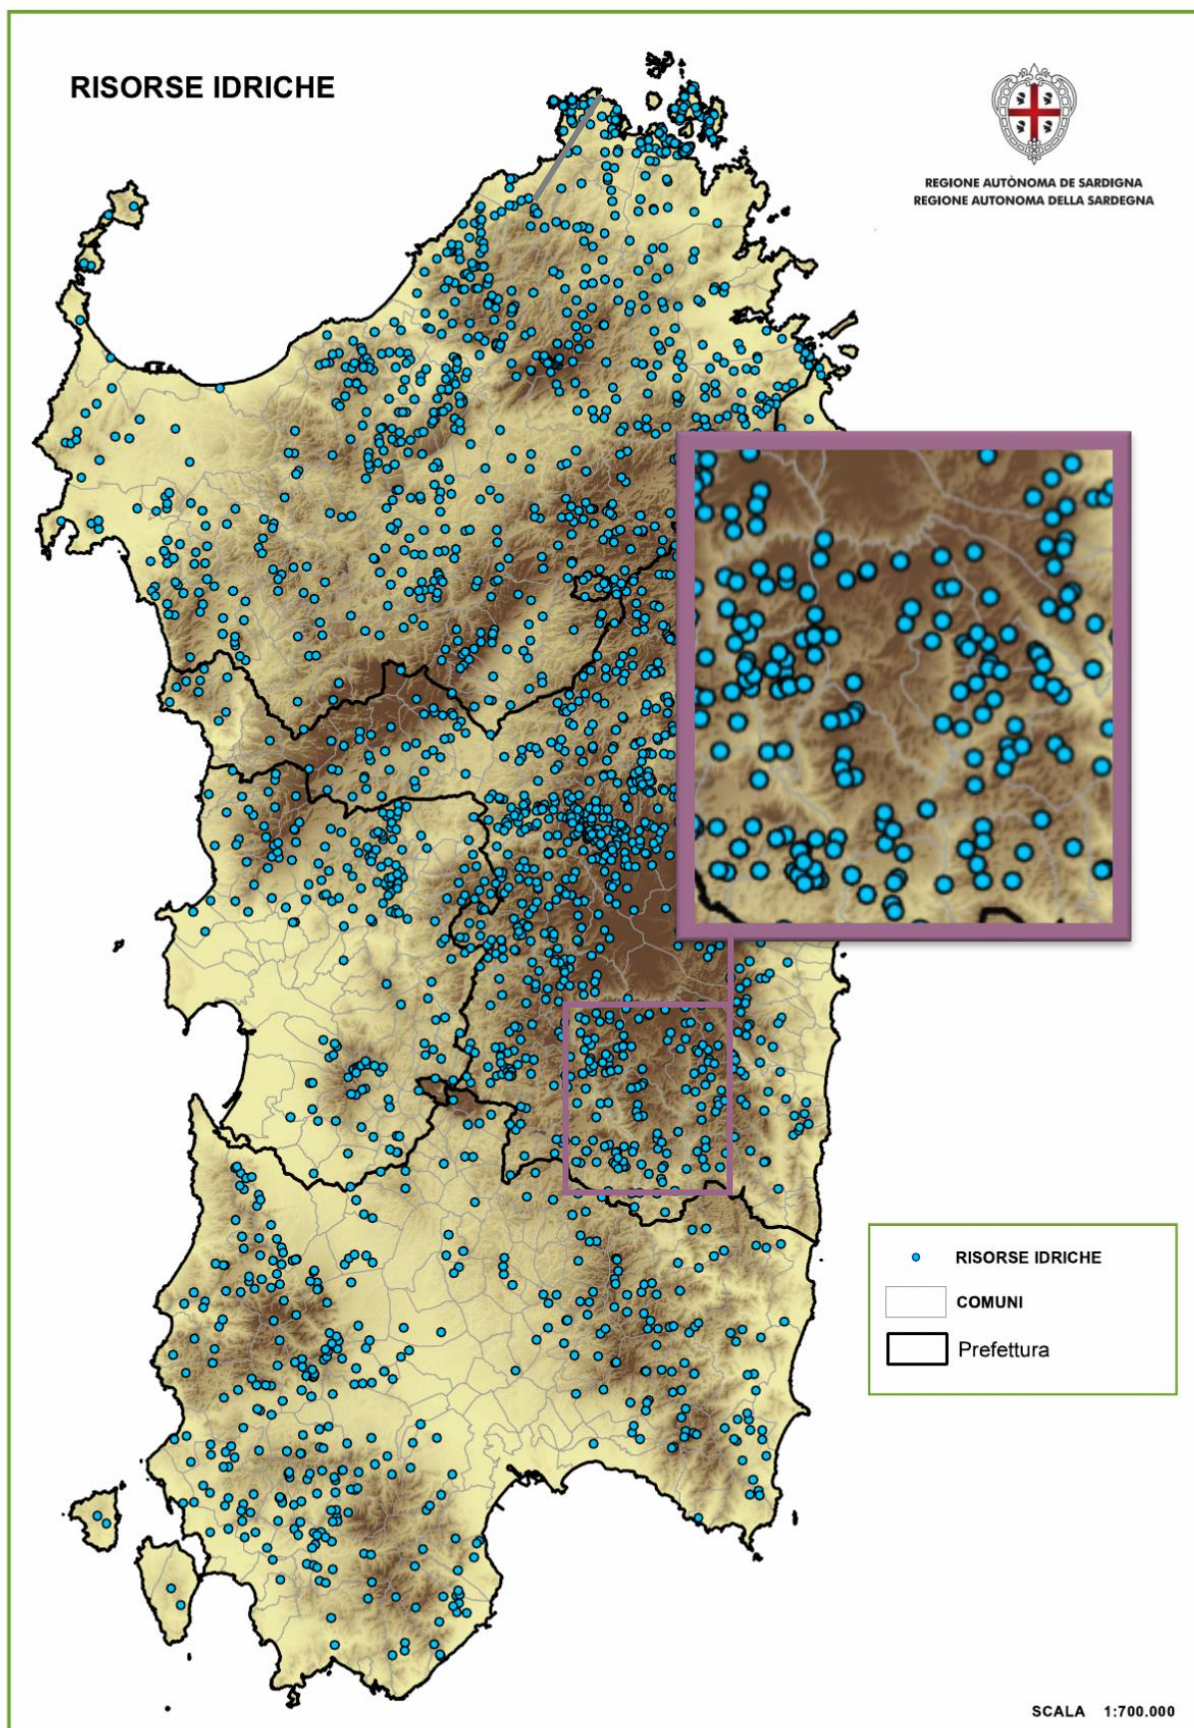 RISORSE IDRICHE
REGIONE AUTÒNOMA DE SARDIGNA
REGIONE AUTONOMA DELLA SARDEGNA
RISORSE IDRICHE
COMUNI
Prefettura
SCALA 1:700.000